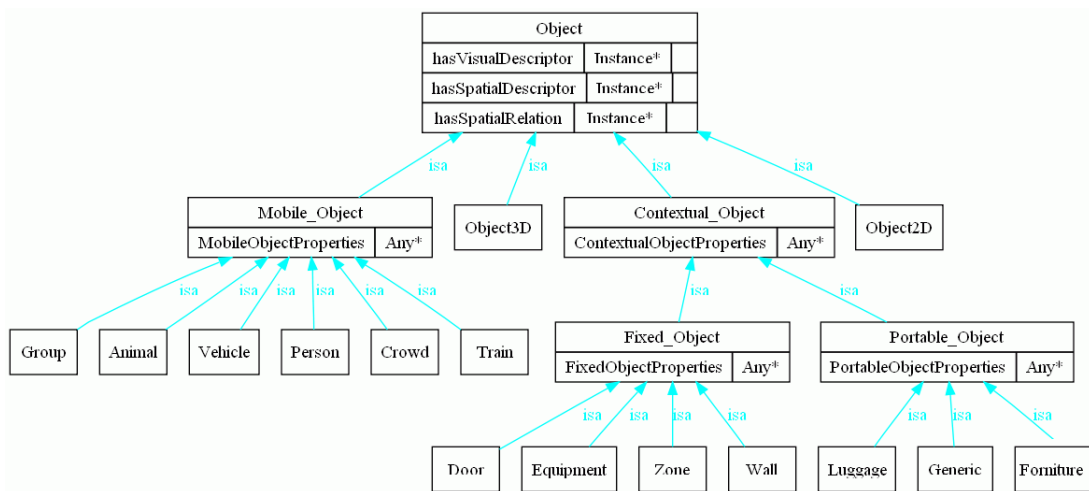 Object
hasVisualDescriptor Instance*
hasSpatialDescriptor Instance*
hasSpatialRelation Instance*
isa isa isa isa
Mobile_Object
MobileObjectProperties Any*
Object3D
Contextual_Object
ContextualObjectProperties Any*
Object2D
isa isa isa isa isa isa isa isa
Group Animal Vehicle Person Crowd Train
Fixed_Object
FixedObjectProperties Any*
Portable_Object
PortableObjectProperties Any*
isa isa isa isa isa isa isa
Door Equipment Zone Wall Luggage Generic Forniture